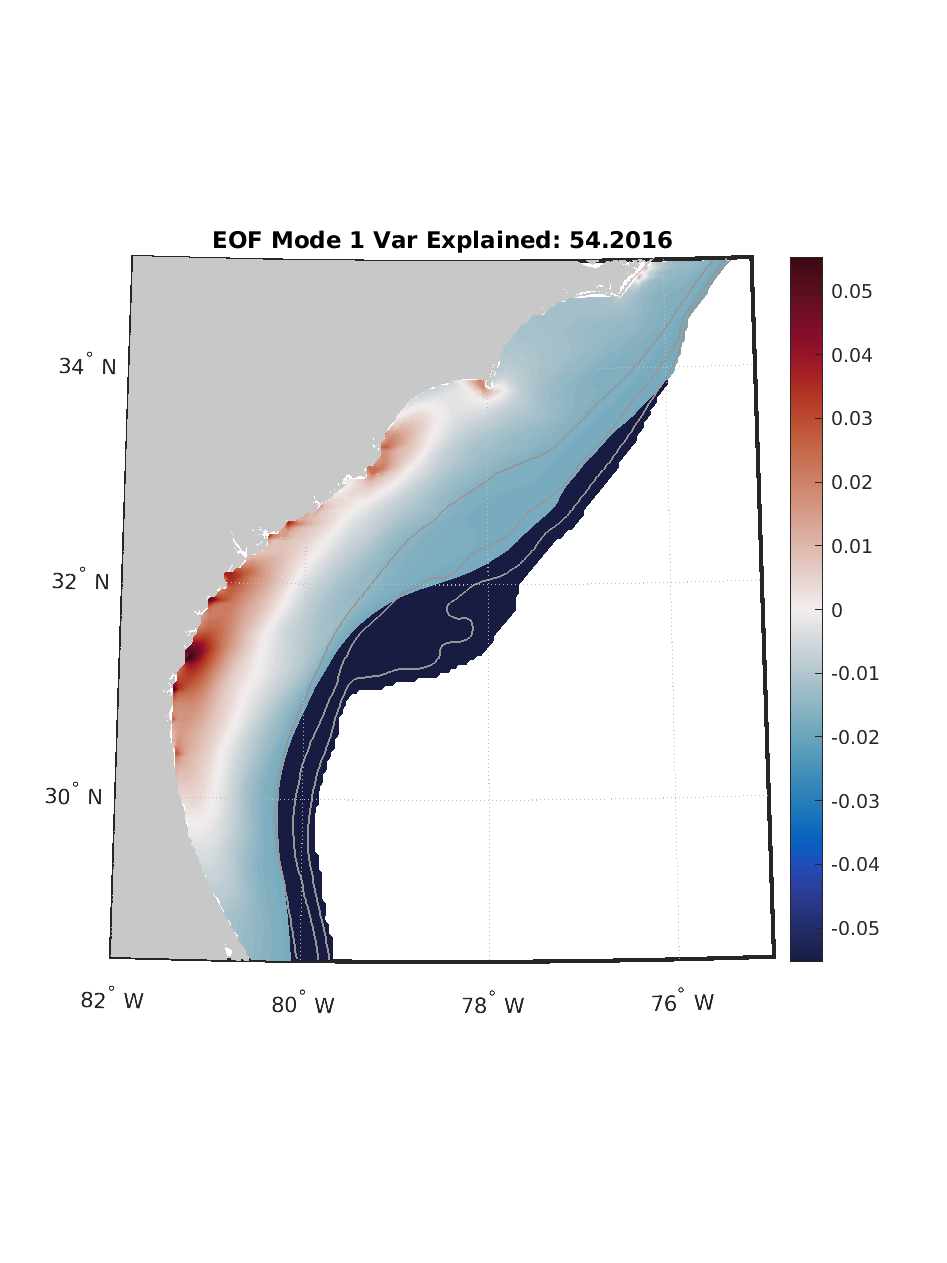 EOF Mode 1 Var Explained: 54.2016
34° N
32° N
30° N
82° W
80° W
78° W
76° W
0.05
0.04
0.03
0.02
0.01
0
-0.01
-0.02
-0.03
-0.04
-0.05